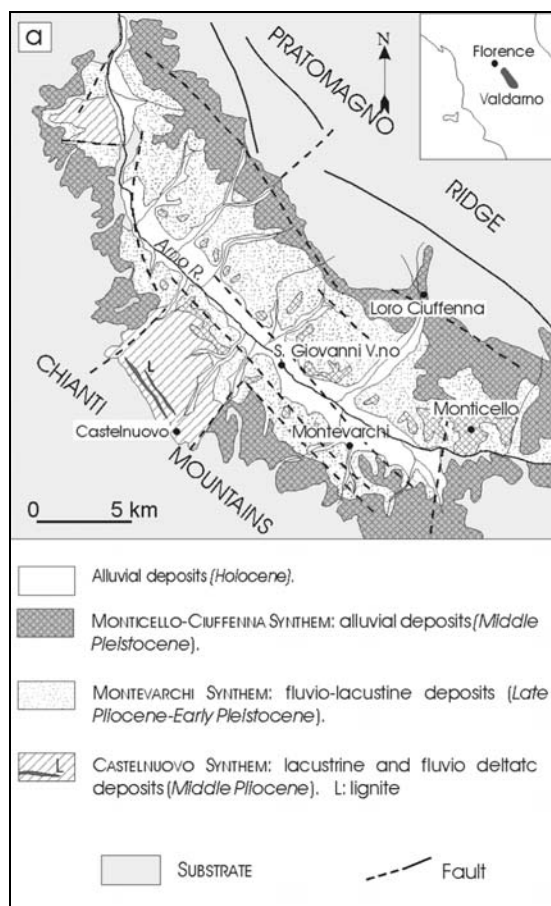 a
PRATOMAGNO
RIDGE
N
Florence
Valdarno
Arno R.
Loro Ciuffenna
S. Giovanni V.no
CHIANTI
MOUNTAINS
L
Castelnuovo
Montevarchi
Monticello
0 5 km
Alluvial deposits (Holocene).
MONTICELLO-CIUFFENNA SYNTHEM: alluvial deposits (Middle
Pleistocene).
MONTEVARCHI SYNTHEM: fluvio-lacustine deposits (Late
Pliocene-Early Pleistocene).
L
CASTELNUOVO SYNTHEM: lacustrine and fluvio deltatc
deposits (Middle Pliocene). L: lignite
SUBSTRATE
Fault